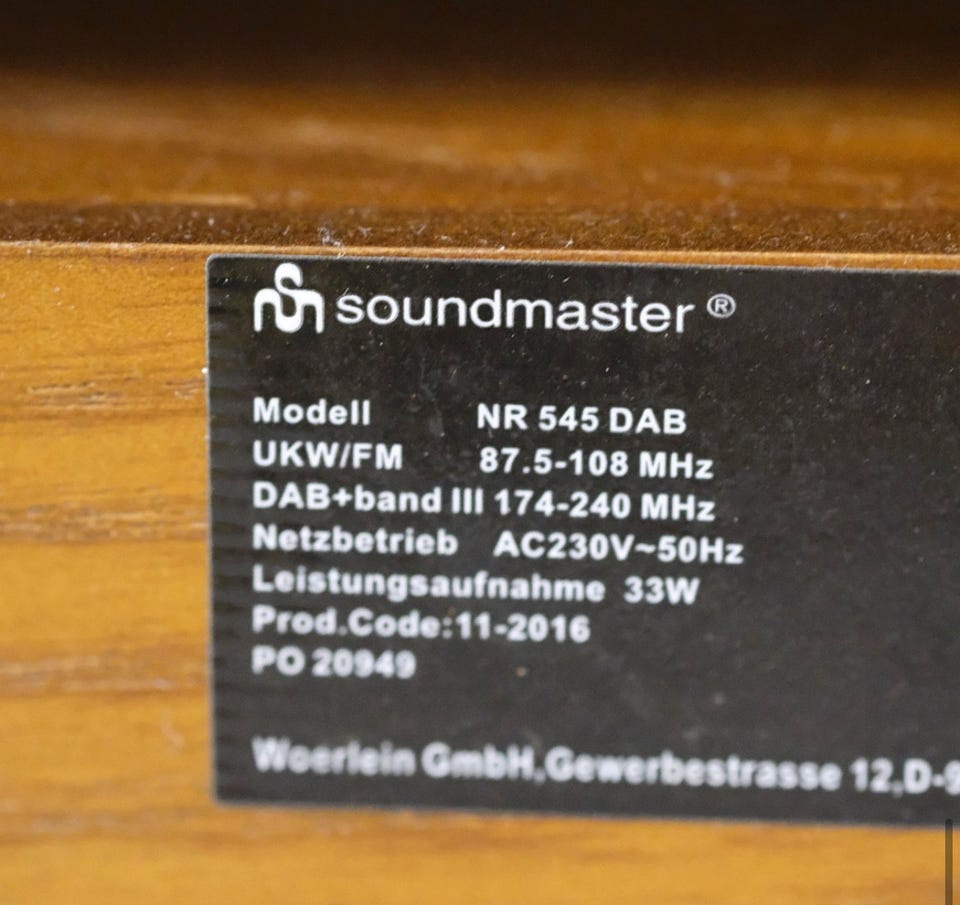 soundmaster ®
Modell NR 545 DAB
UKW/FM 87.5-108 MHz
DAB+band III 174-240 MHz
Netzbetrieb AC230V~50Hz
Leistungsaufnahme 33W
Prod.Code:11-2016
PO 20949
Woerlein GmbH,Gewerbestrasse 12,D-9